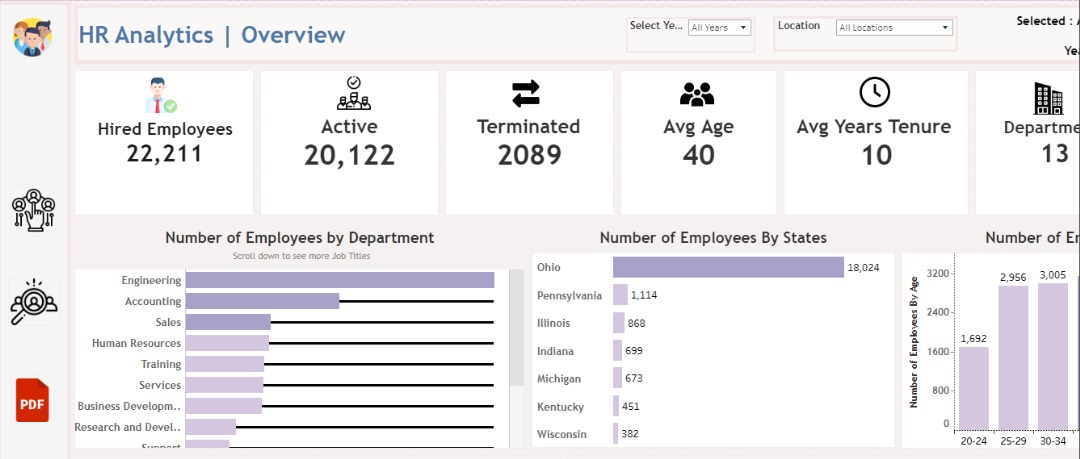 HR Analytics | Overview
Select Ye... All Years
Location All Locations
Selected :
Hired Employees
22,211
Active
20,122
Terminated
2089
Avg Age
40
Avg Years Tenure
10
Departme
13
Number of Employees by Department
Scroll down to see more Job Titles
Engineering
Accounting
Sales
Human Resources
Training
Services
Business Developm..
Research and Devel..
Support
Number of Employees By States
Ohio 18,024
Pennsylvania 1,114
Illinois 868
Indiana 699
Michigan 673
Kentucky 451
Wisconsin 382
Number of
Number of Employees By Age
3200
2400
1600
800
0
1,692
2,956
3,005
20-24
25-29
30-34
PDF